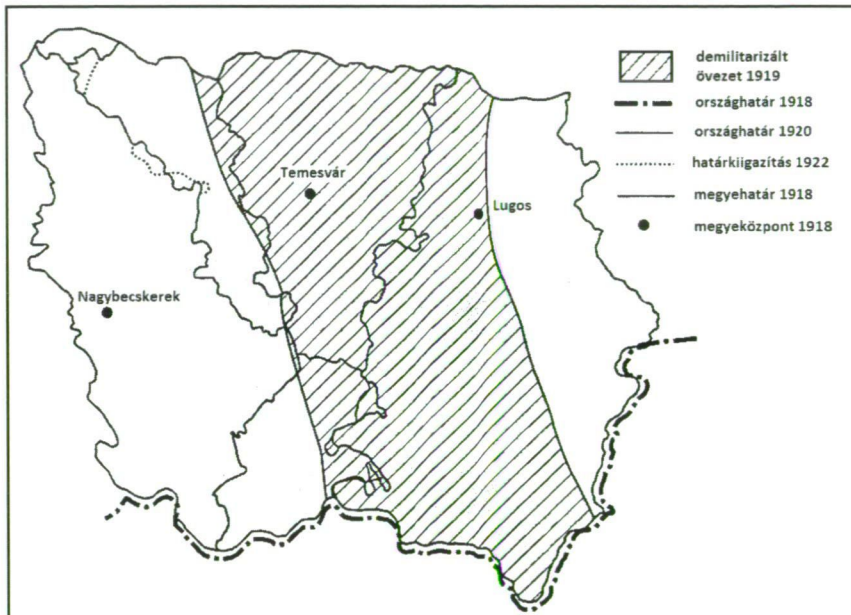 demilitarizált
övezet 1919
országhatár 1918
országhatár 1920
határkiigazítás 1922
megyehatár 1918
megyeközpont 1918
Temesvár
Lugos
Nagybecskerek